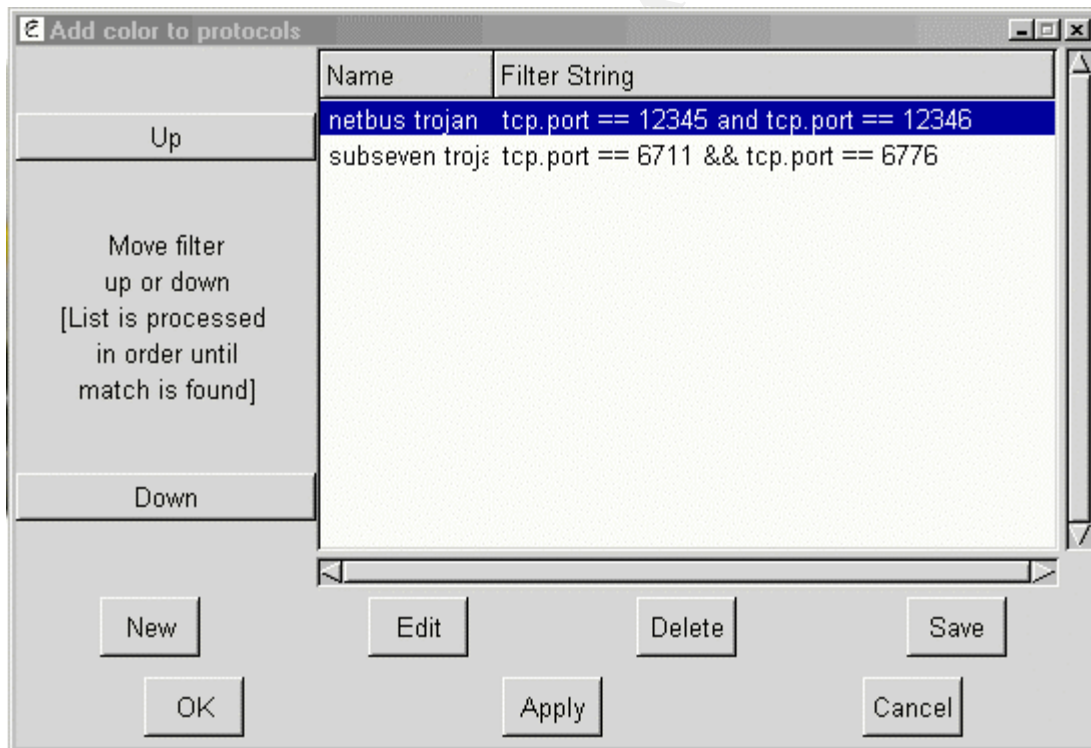 Add color to protocols
Name Filter String
netbus trojan tcp.port == 12345 and tcp.port == 12346
subseven troja tcp.port == 6711 && tcp.port == 6776
Up
Move filter
up or down
[List is processed
in order until
match is found]
Down
New Edit Delete Save
OK Apply Cancel